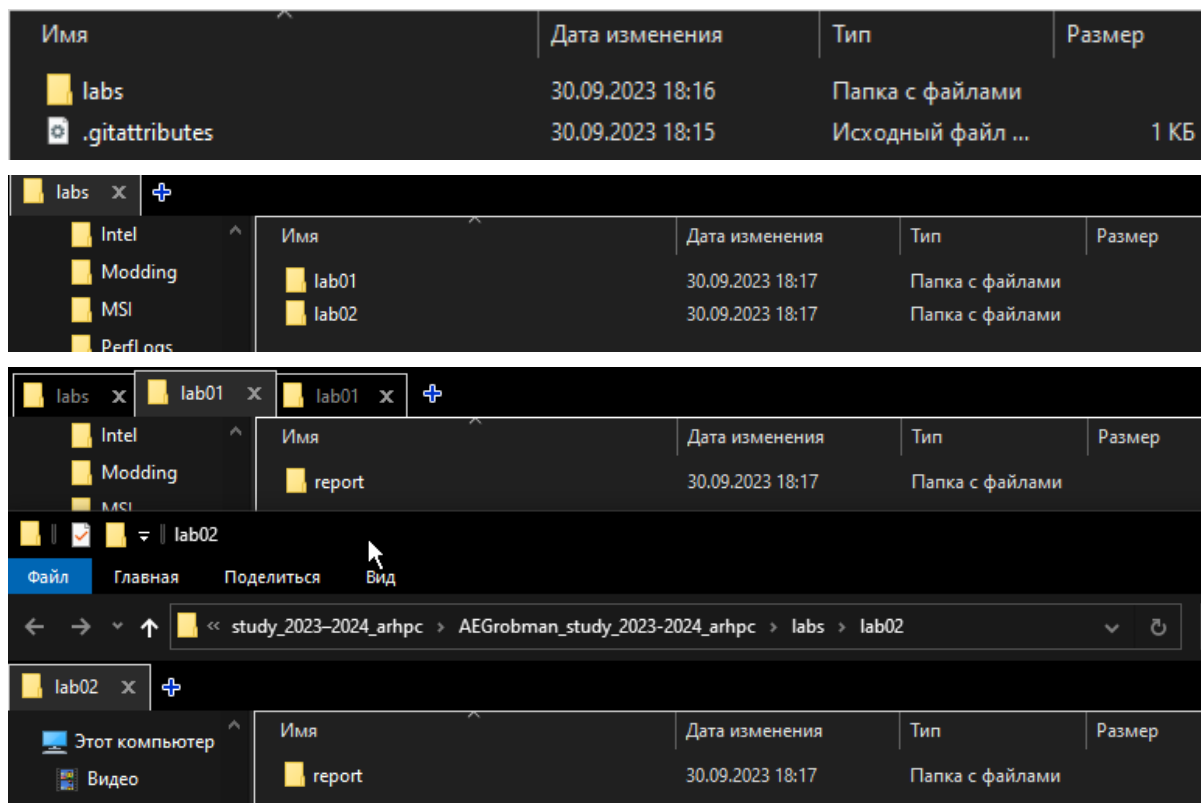 Имя Дата изменения Тип Размер
labs 30.09.2023 18:16 Папка с файлами
.gitattributes 30.09.2023 18:15 Исходный файл ... 1 КБ
labs
Intel Имя Дата изменения Тип Размер
Modding lab01 30.09.2023 18:17 Папка с файлами
MSI lab02 30.09.2023 18:17 Папка с файлами
PerfLogs
labs lab01 lab01
Intel Имя Дата изменения Тип Размер
Modding report 30.09.2023 18:17 Папка с файлами
MSI
lab02
Файл Главная Поделиться Вид
« study_2023–2024_arhpc > AEGrobman_study_2023-2024_arhpc > labs > lab02
lab02
Этот компьютер Имя Дата изменения Тип Размер
Видео report 30.09.2023 18:17 Папка с файлами